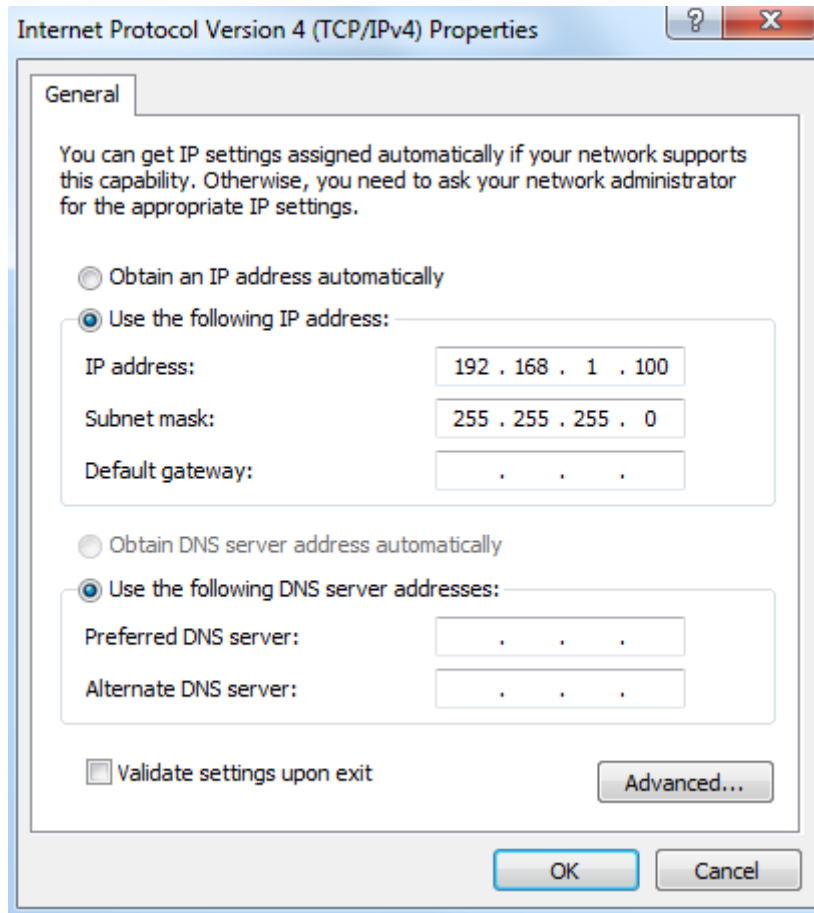 Internet Protocol Version 4 (TCP/IPv4) Properties
?
X
General
You can get IP settings assigned automatically if your network supports
this capability. Otherwise, you need to ask your network administrator
for the appropriate IP settings.
Obtain an IP address automatically
Use the following IP address:
IP address: 192 . 168 . 1 . 100
Subnet mask: 255 . 255 . 255 . 0
Default gateway: . . .
Obtain DNS server address automatically
Use the following DNS server addresses:
Preferred DNS server: . . .
Alternate DNS server: . . .
Validate settings upon exit
Advanced...
OK Cancel